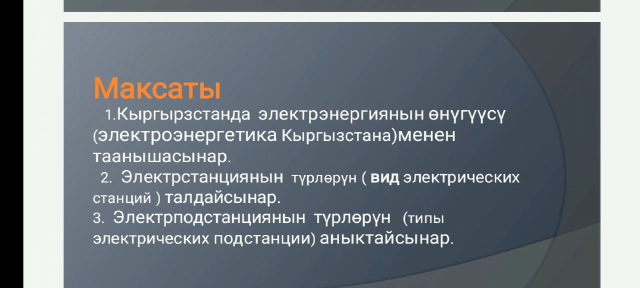 Максаты
1.Кыргырзстанда электрэнергиянын өнүгүүсү
(электроэнергетика Кыргызстана)менен
таанышасынар.
2. Электрстанциянын түрлөрүн ( вид электрических
станций ) талдайсынар.
3. Электрподстанциянын түрлөрүн (типы
электрических подстанции) аныктайсынар.